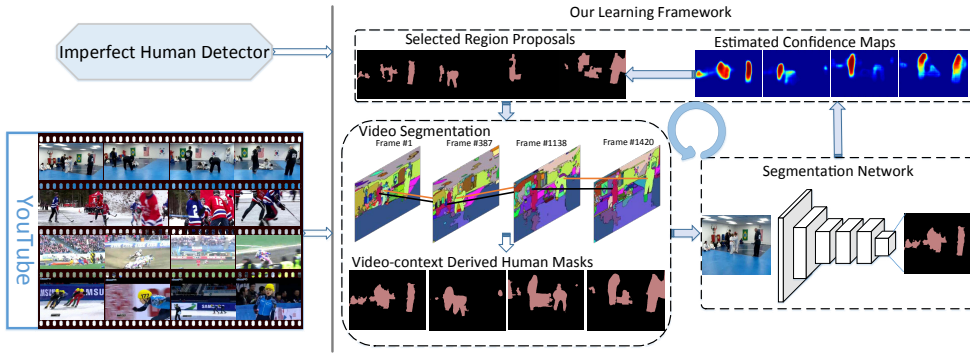 Our Learning Framework
Imperfect Human Detector
Selected Region Proposals
Estimated Confidence Maps
Video Segmentation
Frame #1
Frame #387
Frame #1138
Frame #1420
Segmentation Network
YouTube
Video-context Derived Human Masks